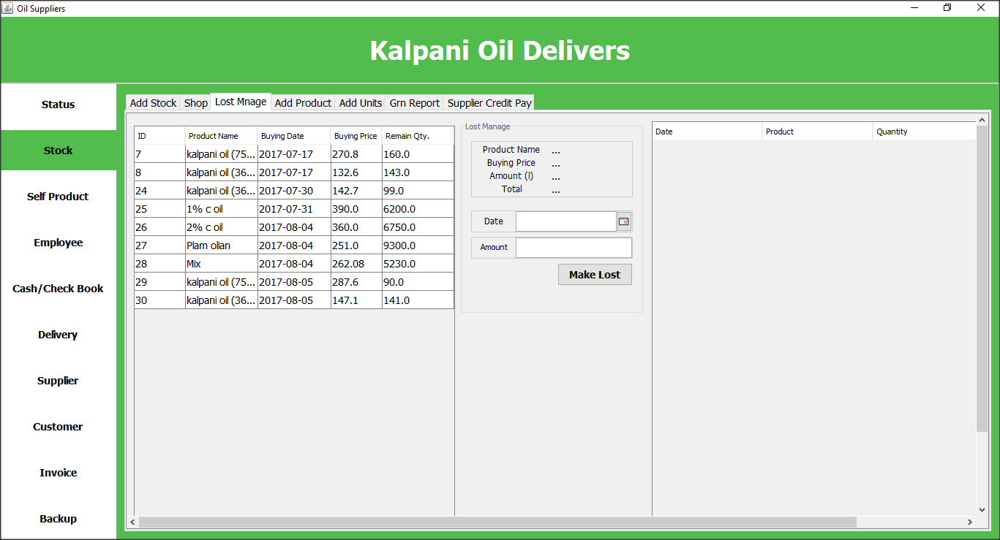 Oil Suppliers
Kalpani Oil Delivers
Status
Stock
Self Product
Employee
Cash/Check Book
Delivery
Supplier
Customer
Invoice
Backup
Add Stock Shop Lost Mnage Add Product Add Units Grn Report Supplier Credit Pay
ID Product Name Buying Date Buying Price Remain Qty.
7 kalpani oil (75... 2017-07-17 270.8 160.0
8 kalpani oil (36... 2017-07-17 132.6 143.0
24 kalpani oil (36... 2017-07-30 142.7 99.0
25 1% c oil 2017-07-31 390.0 6200.0
26 2% c oil 2017-08-04 360.0 6750.0
27 Plam olian 2017-08-04 251.0 9300.0
28 Mix 2017-08-04 262.08 5230.0
29 kalpani oil (75... 2017-08-05 287.6 90.0
30 kalpani oil (36... 2017-08-05 147.1 141.0
Lost Manage
Product Name ...
Buying Price ...
Amount (l) ...
Total ...
Date
Amount
Make Lost
Date Product Quantity